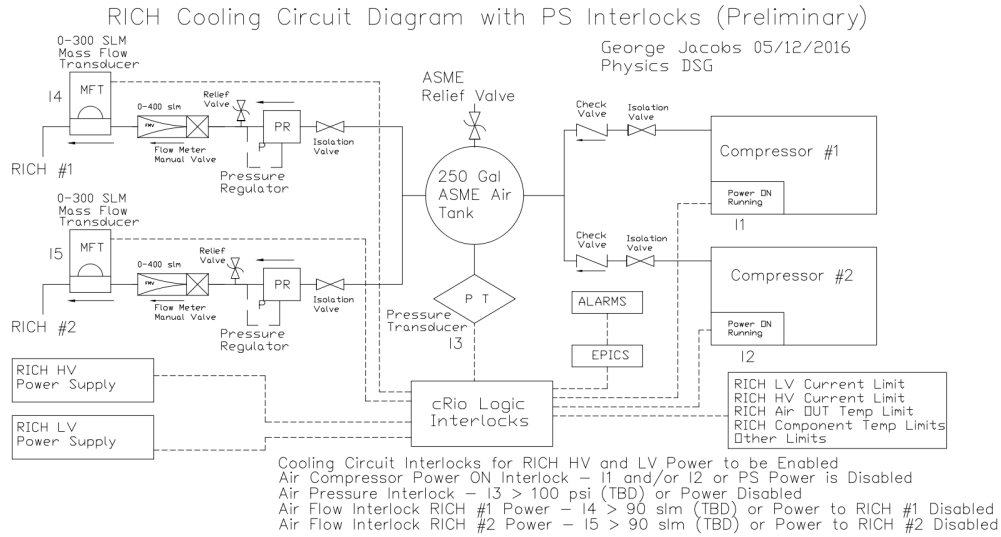 RICH Cooling Circuit Diagram with PS Interlocks (Preliminary)
George Jacobs 05/12/2016
Physics DSG
0-300 SLM
Mass Flow
Transducer
MFT
I4
0-400 slm
FMV
Flow Meter
Manual Valve
Relief
Valve
PR
P
Pressure
Regulator
Isolation
Valve
RICH #1
ASME
Relief Valve
250 Gal
ASME Air
Tank
Check
Valve
Isolation
Valve
Compressor #1
Power ON
Running
I1
0-300 SLM
Mass Flow
Transducer
MFT
I5
0-400 slm
FMV
Flow Meter
Manual Valve
Relief
Valve
PR
P
Pressure
Regulator
Isolation
Valve
RICH #2
P T
Pressure
Transducer
I3
Check
Valve
Isolation
Valve
Compressor #2
Power ON
Running
I2
ALARMS
EPICS
RICH HV
Power Supply
RICH LV
Power Supply
cRio Logic
Interlocks
RICH LV Current Limit
RICH HV Current Limit
RICH Air OUT Temp Limit
RICH Component Temp Limits
Other Limits
Cooling Circuit Interlocks for RICH HV and LV Power to be Enabled
Air Compressor Power ON Interlock – I1 and/or I2 or PS Power is Disabled
Air Pressure Interlock – I3 > 100 psi (TBD) or Power Disabled
Air Flow Interlock RICH #1 Power – I4 > 90 slm (TBD) or Power to RICH #1 Disabled
Air Flow Interlock RICH #2 Power – I5 > 90 slm (TBD) or Power to RICH #2 Disabled